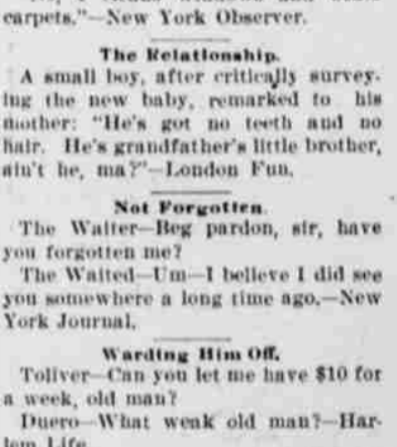 carpets."—New York Observer.
The Relationship.
A small boy, after critically survey-
ing the new baby, remarked to his
mother: "He's got no teeth and no
hair. He's grandfather's little brother,
ain't he, ma?"—London Fun.
Not Forgotten.
The Waiter—Beg pardon, sir, have
you forgotten me?
The Waited—Um—I believe I did see
you somewhere a long time ago.—New
York Journal.
Warding Him Off.
Toliver—Can you let me have $10 for
a week, old man?
Duero—What weak old man?—Har-
lem Life.